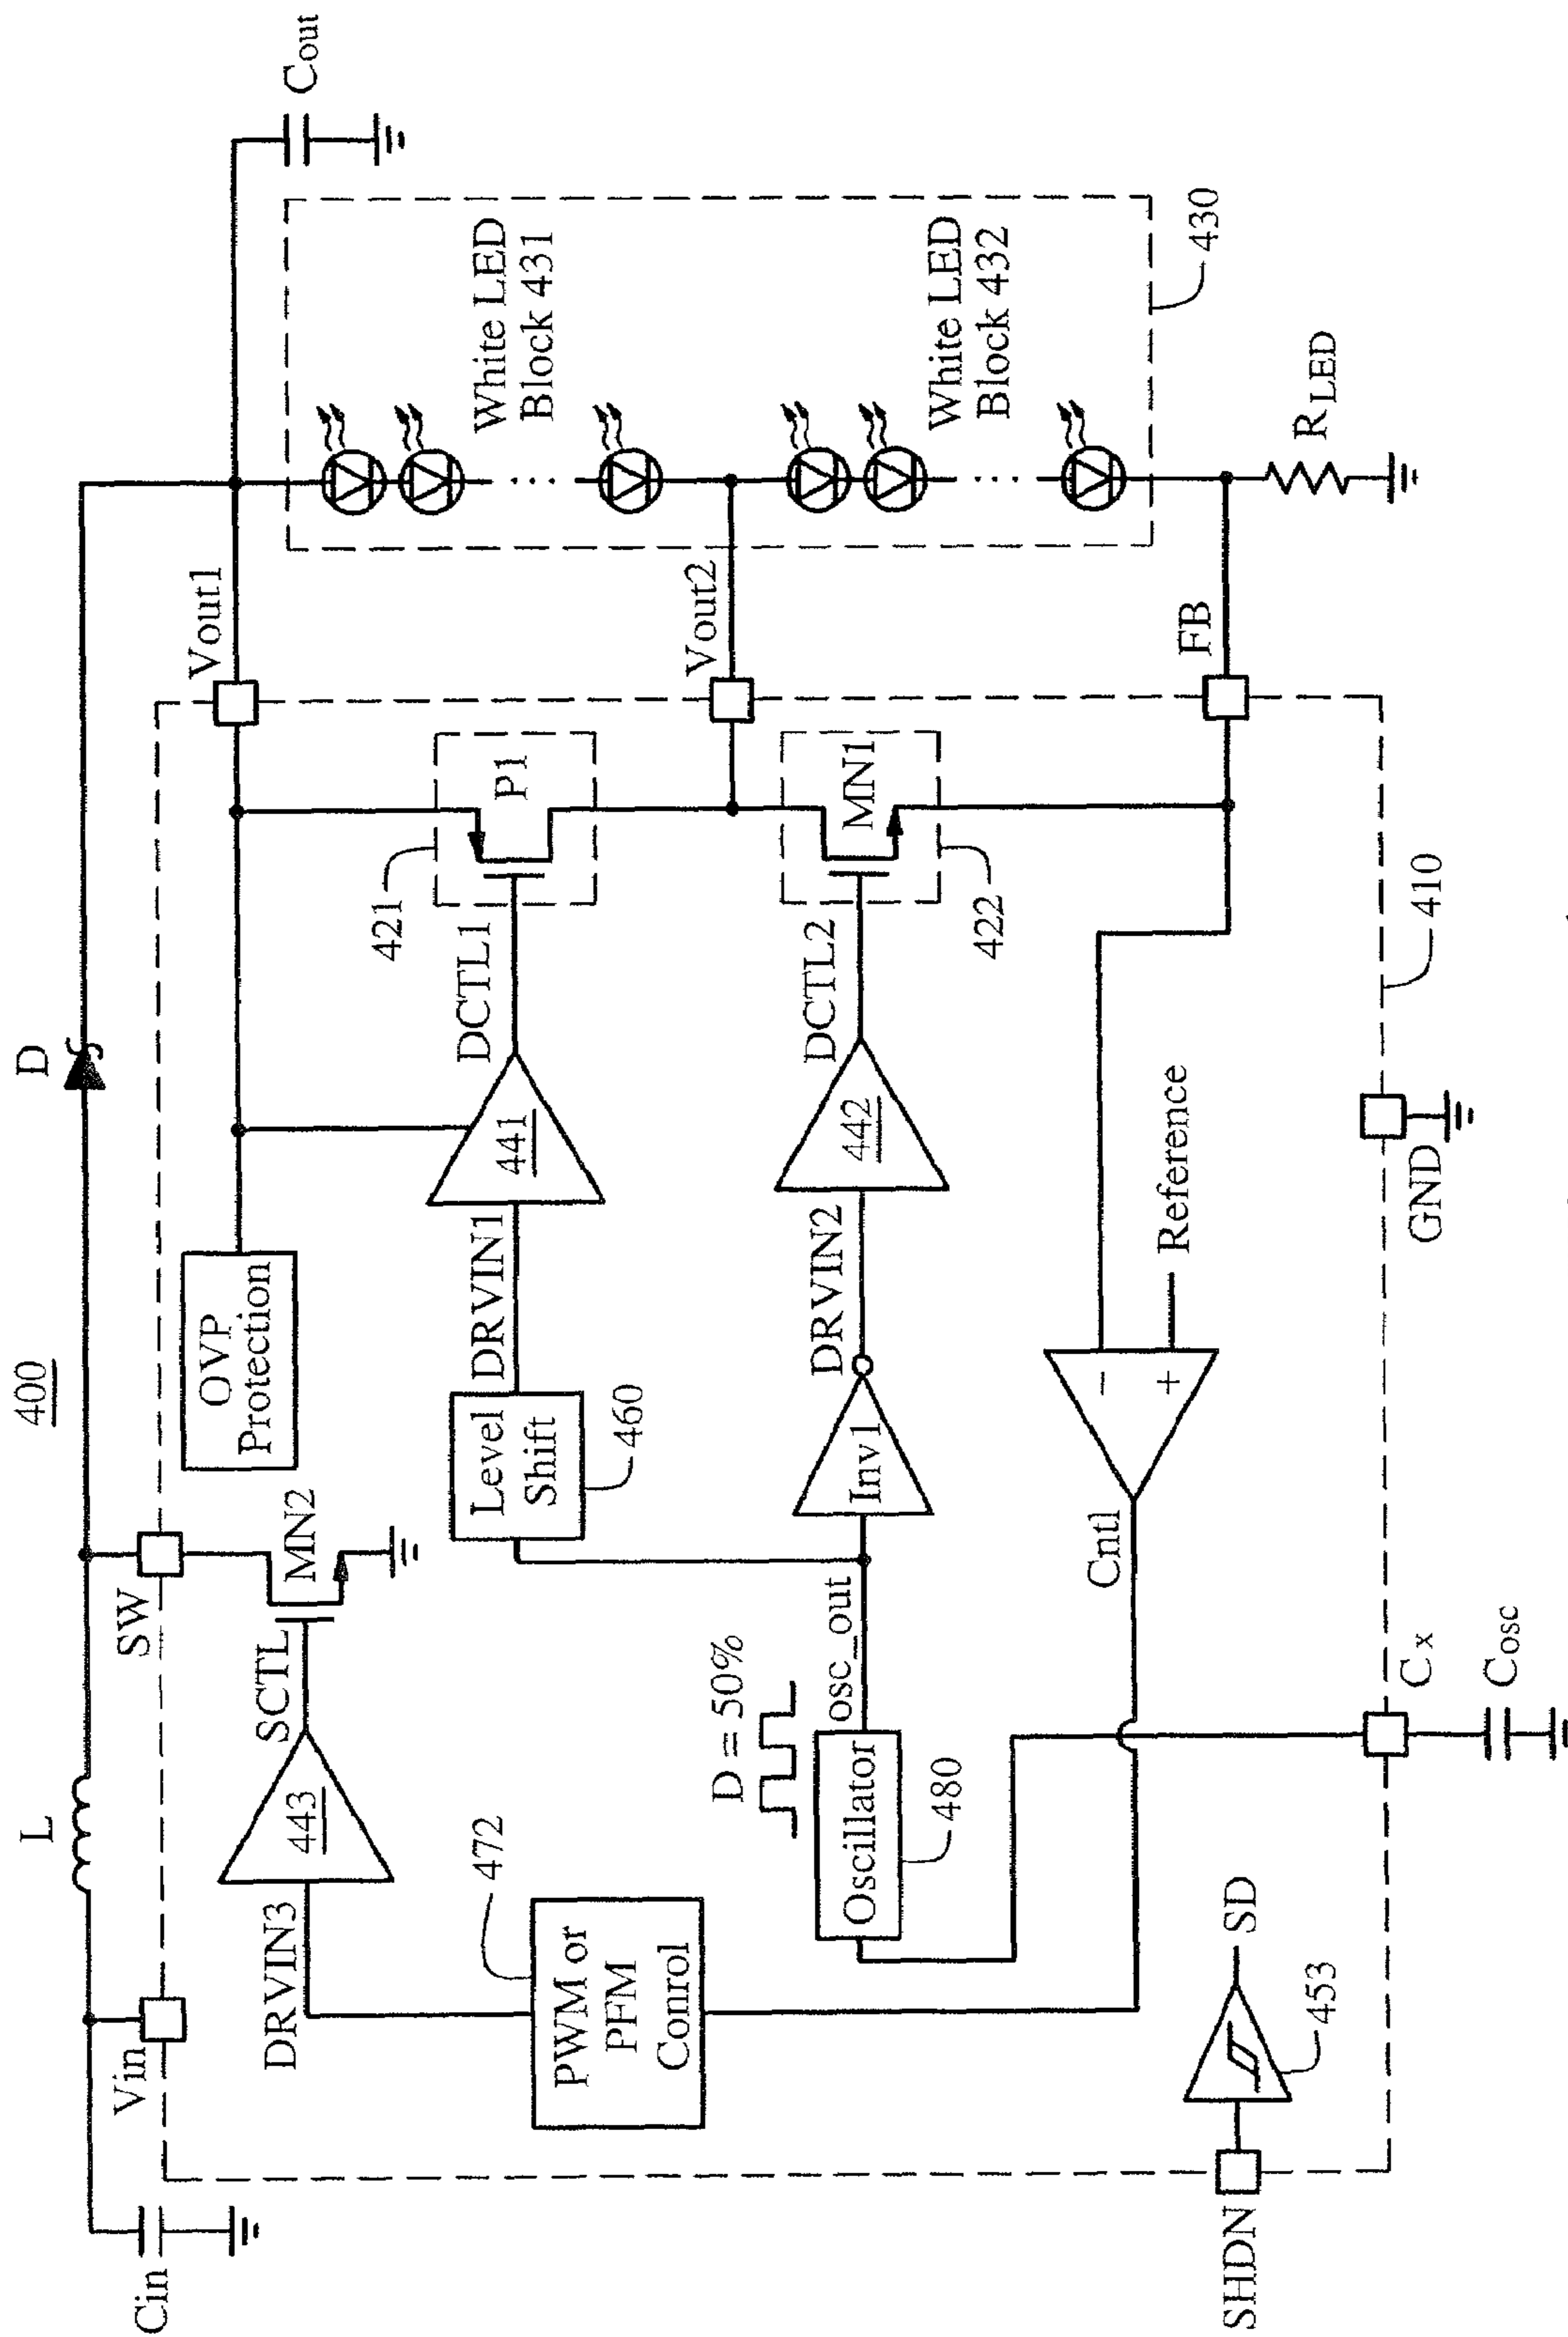 400
L
D
Cin
Vin
SW
Cout
OVP
Protection
Vout1
MN2
SCTL
443
DRVIN3
472
PWM or
PFM
Conrol
Level
Shift
460
DRVIN1
441
DCTL1
421
P1
White LED
Block 431
Vout2
D = 50%
Oscillator
480
osc_out
Inv1
DRVIN2
442
DCTL2
MN1
422
White LED
Block 432
430
Cntl
−
+
Reference
FB
RLED
SHDN
453
SD
Cx
Cosc
GND
410